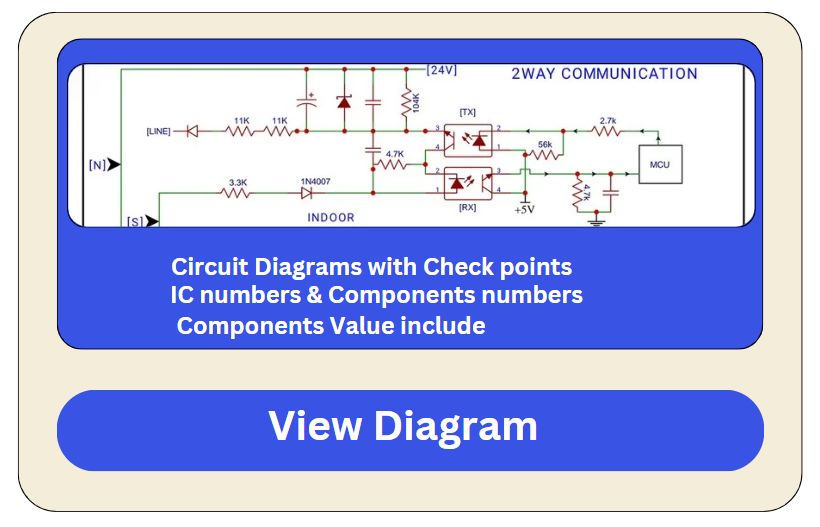 [24V]
2WAY COMMUNICATION
+
104K
[TX]
11K
11K
3
2
2.7k
[LINE]
4
1
56k
4.7K
[N]
MCU
3.3K
1N4007
2
3
1
4
4.7k
[RX]
+5V
[S]
INDOOR
Circuit Diagrams with Check points
IC numbers & Components numbers
Components Value include
View Diagram